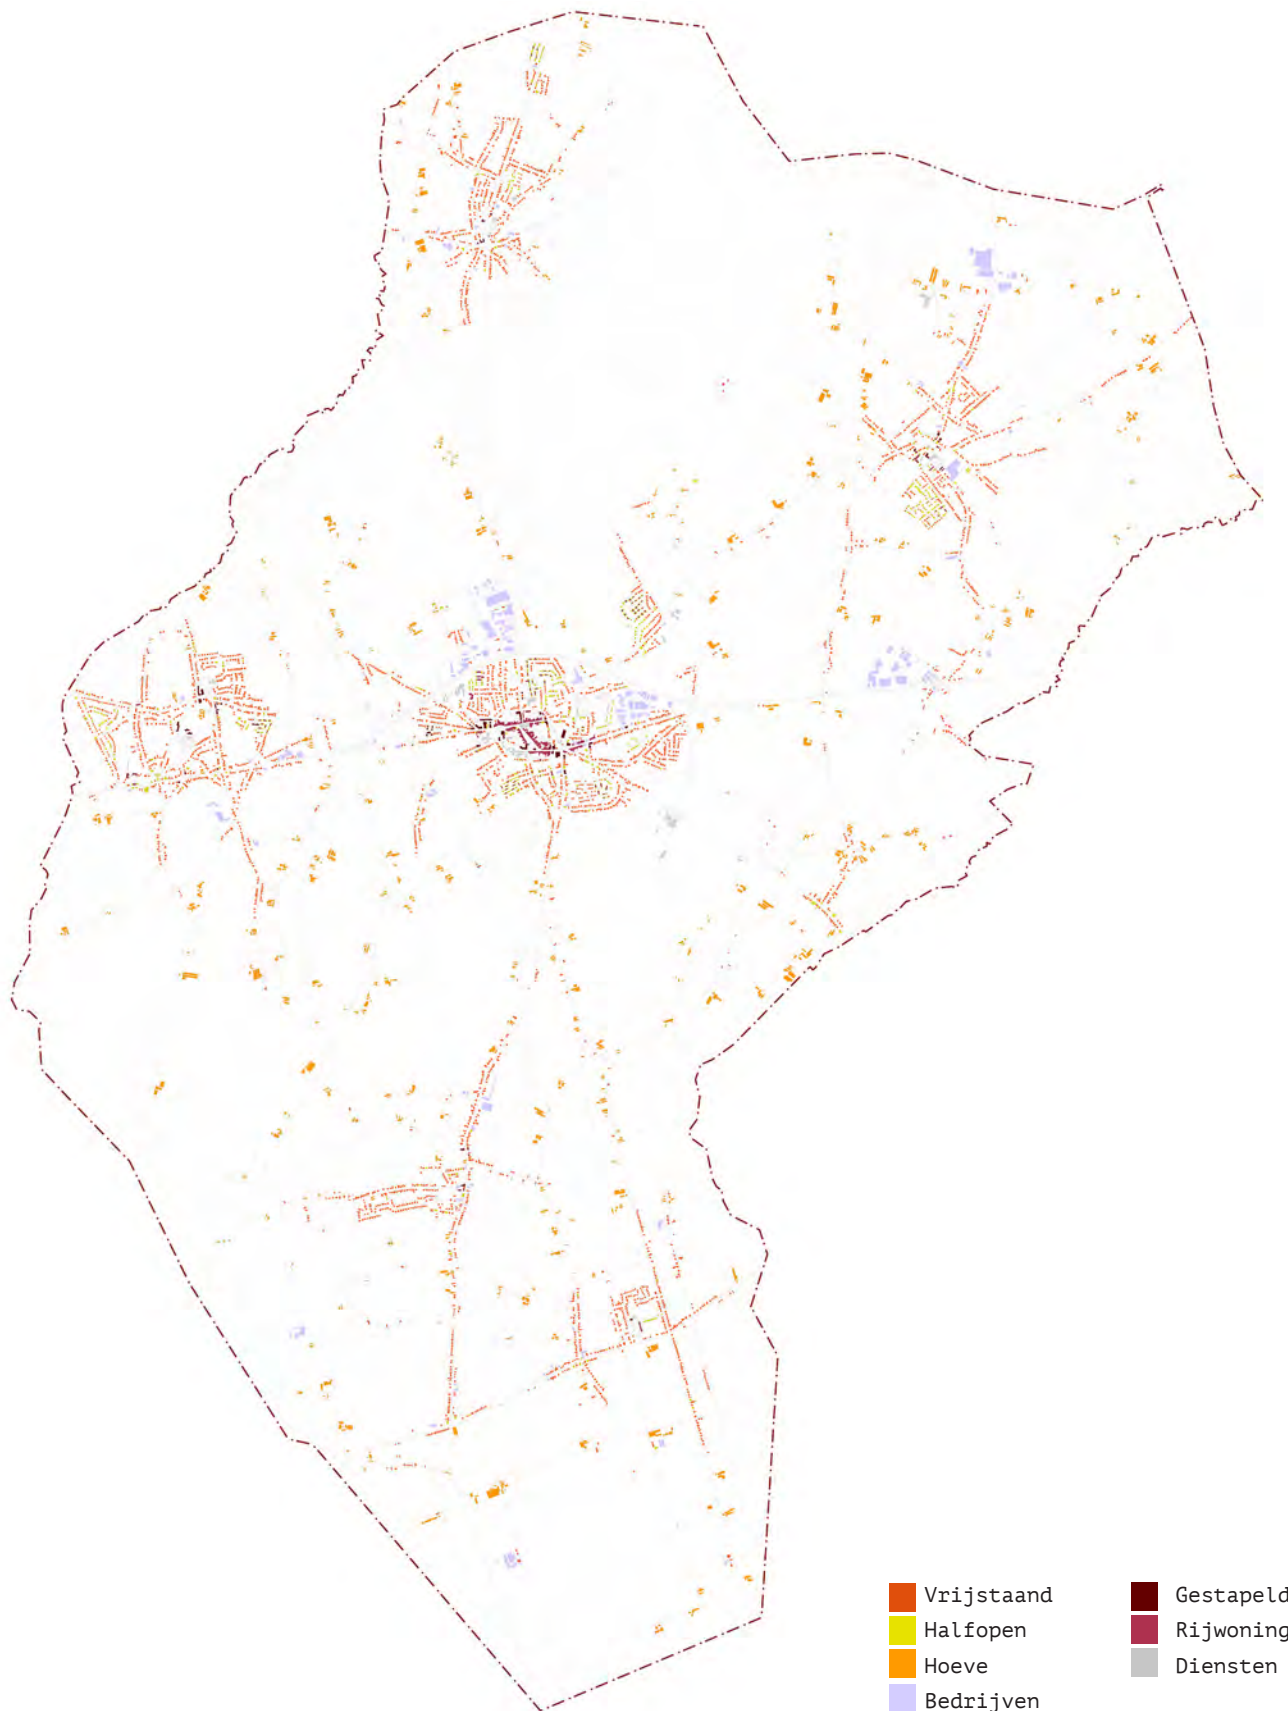 Vrijstaand
Halfopen
Hoeve
Bedrijven
Gestapeld
Rijwoning
Diensten